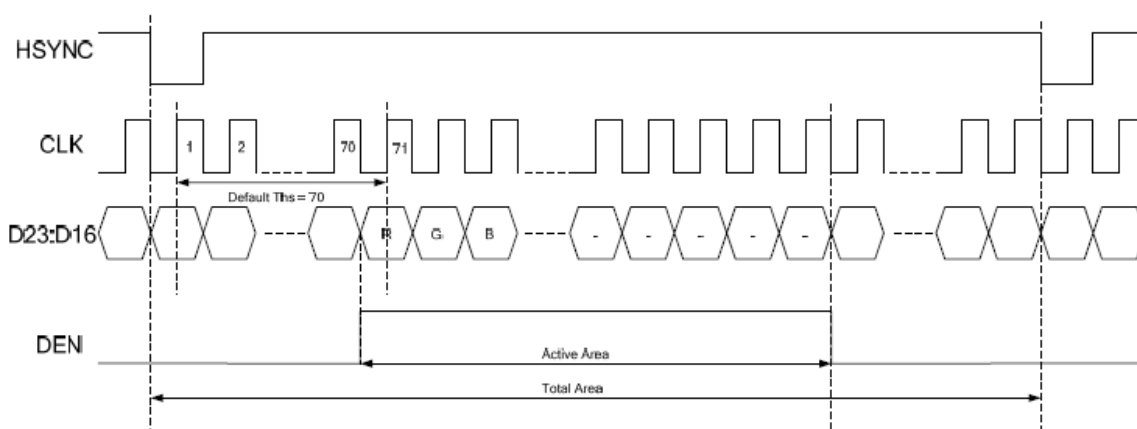 HSYNC
CLK
1
2
70
71
Default Ths = 70
D23:D16
R
G
B
-
-
-
-
-
DEN
Active Area
Total Area